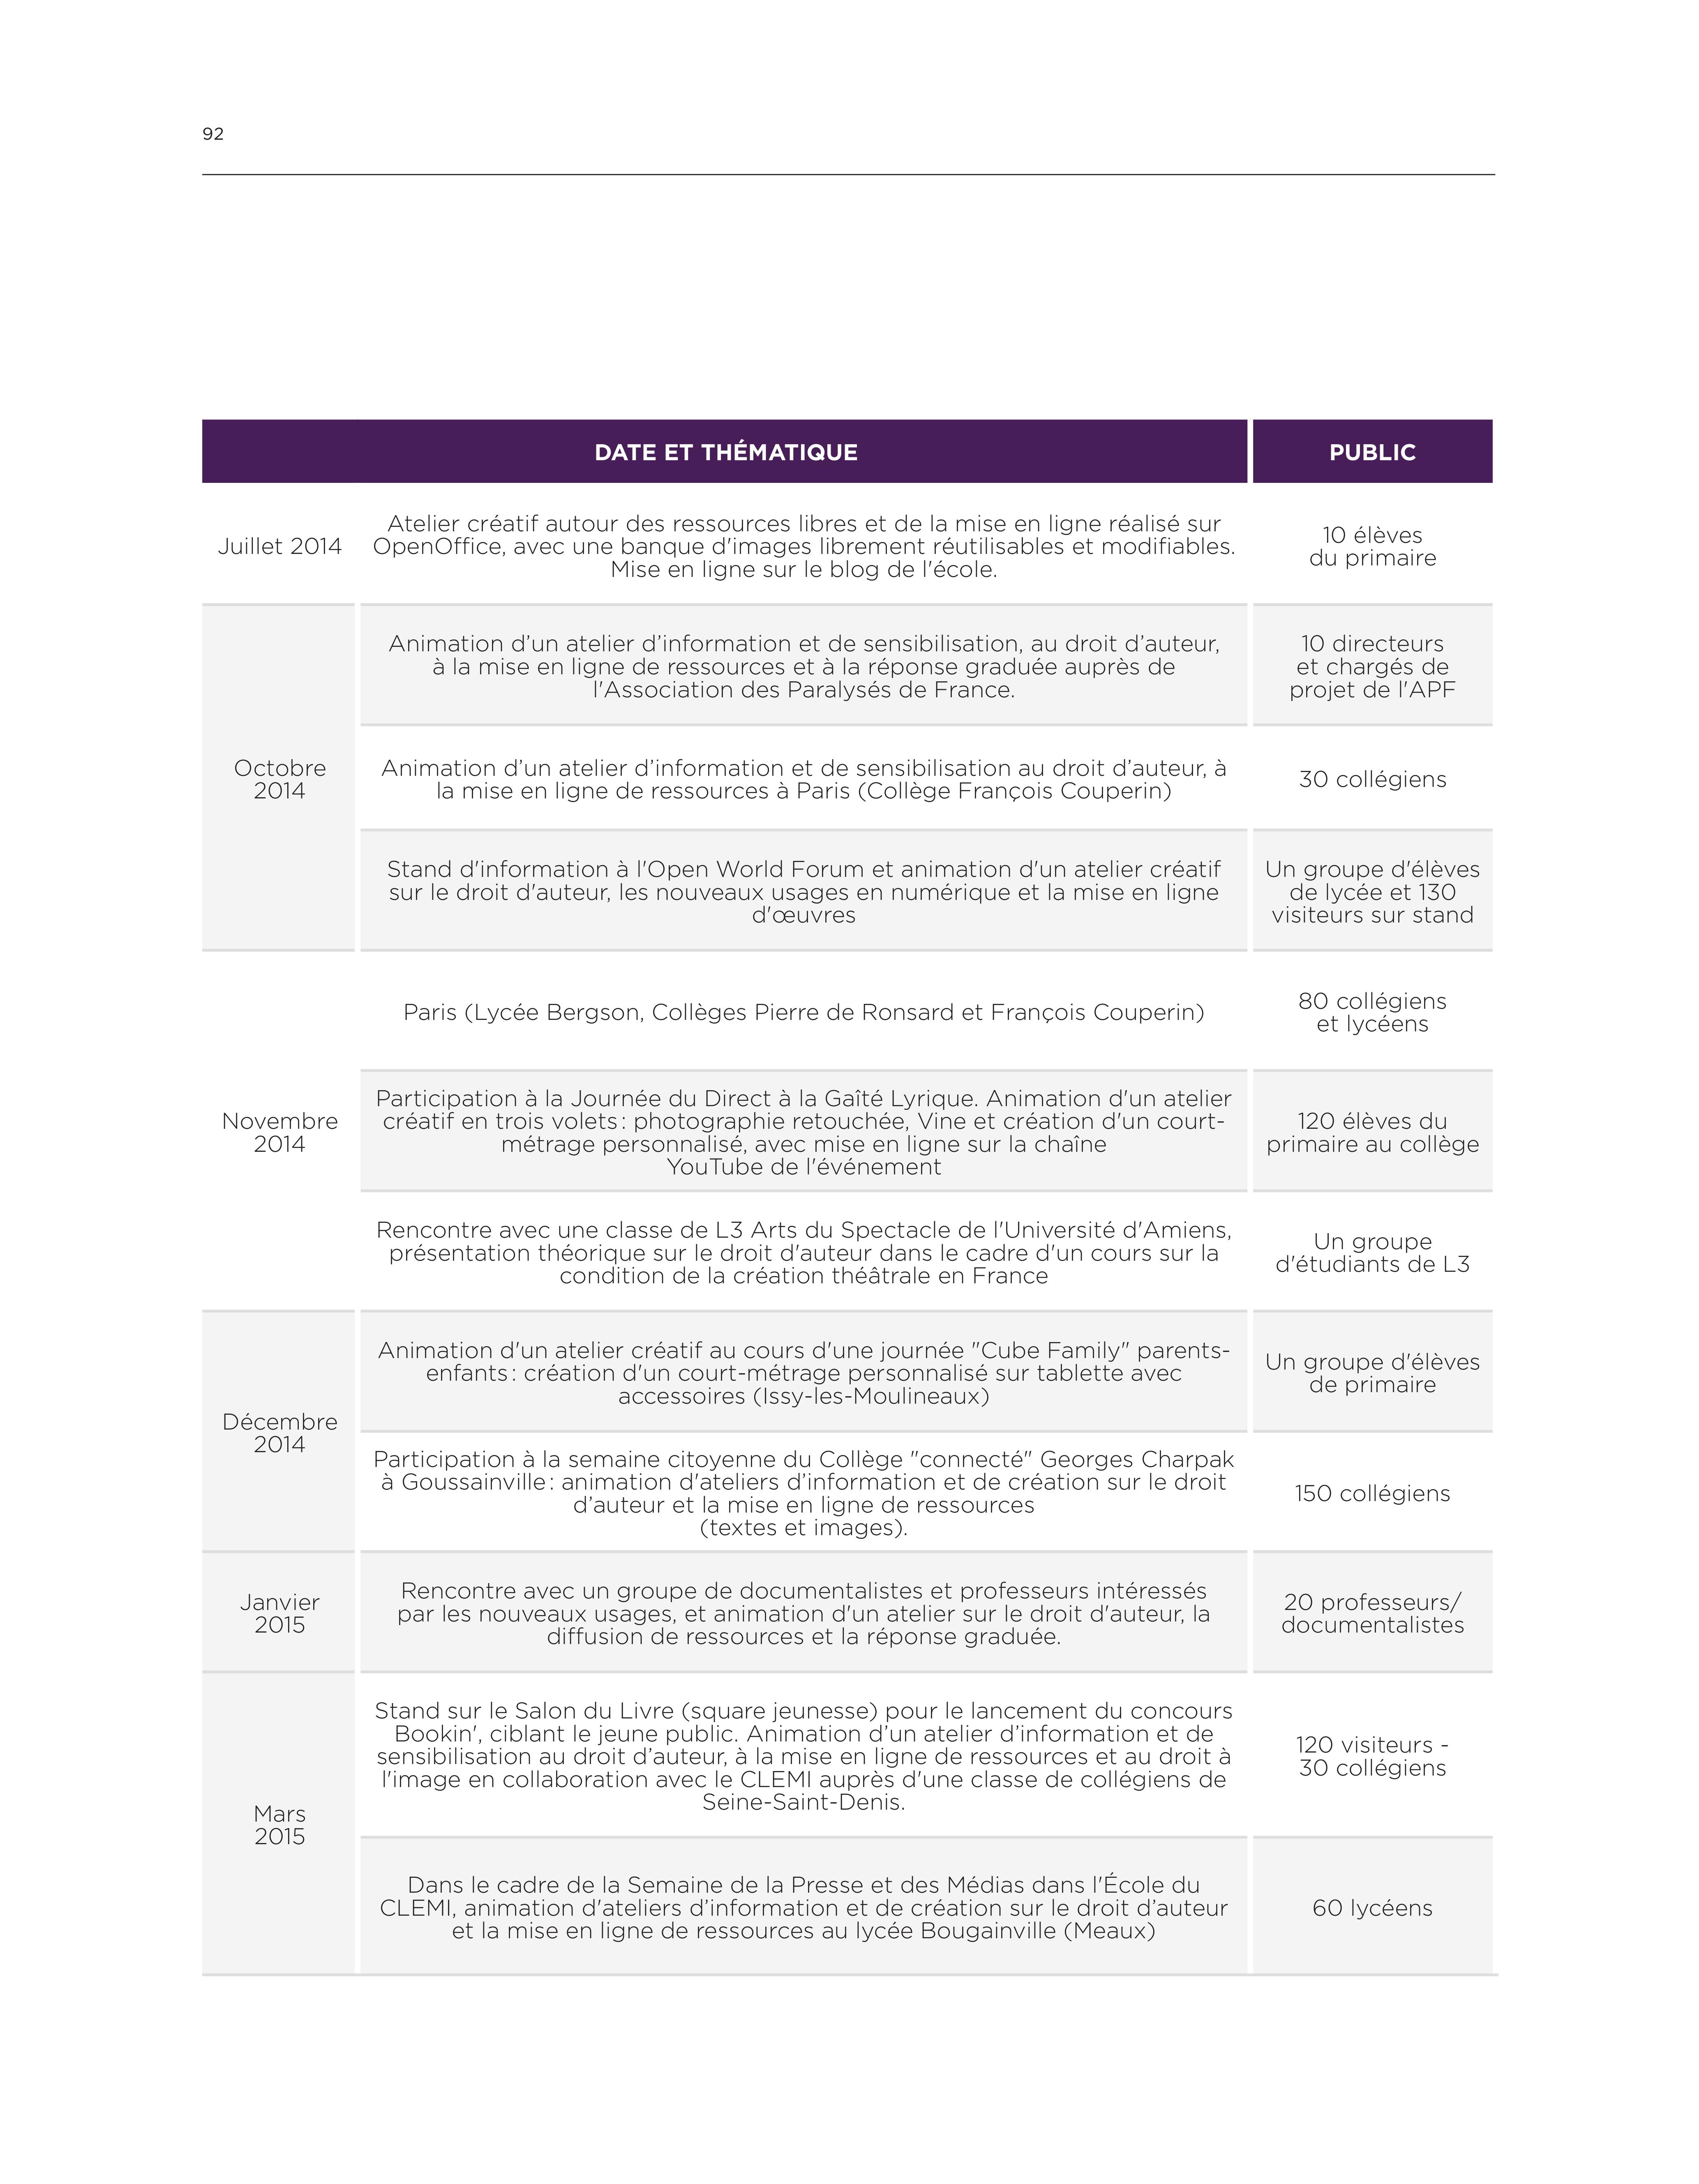 92
DATE ET THÉMATIQUE
PUBLIC
Juillet 2014
Atelier créatif autour des ressources libres et de la mise en ligne réalisé sur
OpenOffice, avec une banque d'images librement réutilisables et modifiables.
Mise en ligne sur le blog de l'école.
10 élèves
du primaire
Octobre
2014
Animation d’un atelier d’information et de sensibilisation, au droit d’auteur,
à la mise en ligne de ressources et à la réponse graduée auprès de
l'Association des Paralysés de France.
10 directeurs
et chargés de
projet de l'APF
Animation d’un atelier d’information et de sensibilisation au droit d’auteur, à
la mise en ligne de ressources à Paris (Collège François Couperin)
30 collégiens
Stand d'information à l'Open World Forum et animation d'un atelier créatif
sur le droit d'auteur, les nouveaux usages en numérique et la mise en ligne
d'œuvres
Un groupe d'élèves
de lycée et 130
visiteurs sur stand
Novembre
2014
Paris (Lycée Bergson, Collèges Pierre de Ronsard et François Couperin)
80 collégiens
et lycéens
Participation à la Journée du Direct à la Gaîté Lyrique. Animation d'un atelier
créatif en trois volets : photographie retouchée, Vine et création d'un court-
métrage personnalisé, avec mise en ligne sur la chaîne
YouTube de l'événement
120 élèves du
primaire au collège
Rencontre avec une classe de L3 Arts du Spectacle de l'Université d'Amiens,
présentation théorique sur le droit d'auteur dans le cadre d'un cours sur la
condition de la création théâtrale en France
Un groupe
d'étudiants de L3
Décembre
2014
Animation d'un atelier créatif au cours d'une journée "Cube Family" parents-
enfants : création d'un court-métrage personnalisé sur tablette avec
accessoires (Issy-les-Moulineaux)
Un groupe d'élèves
de primaire
Participation à la semaine citoyenne du Collège "connecté" Georges Charpak
à Goussainville : animation d'ateliers d’information et de création sur le droit
d’auteur et la mise en ligne de ressources
(textes et images).
150 collégiens
Janvier
2015
Rencontre avec un groupe de documentalistes et professeurs intéressés
par les nouveaux usages, et animation d'un atelier sur le droit d'auteur, la
diffusion de ressources et la réponse graduée.
20 professeurs/
documentalistes
Mars
2015
Stand sur le Salon du Livre (square jeunesse) pour le lancement du concours
Bookin', ciblant le jeune public. Animation d’un atelier d’information et de
sensibilisation au droit d’auteur, à la mise en ligne de ressources et au droit à
l'image en collaboration avec le CLEMI auprès d'une classe de collégiens de
Seine-Saint-Denis.
120 visiteurs -
30 collégiens
Dans le cadre de la Semaine de la Presse et des Médias dans l'École du
CLEMI, animation d'ateliers d’information et de création sur le droit d’auteur
et la mise en ligne de ressources au lycée Bougainville (Meaux)
60 lycéens